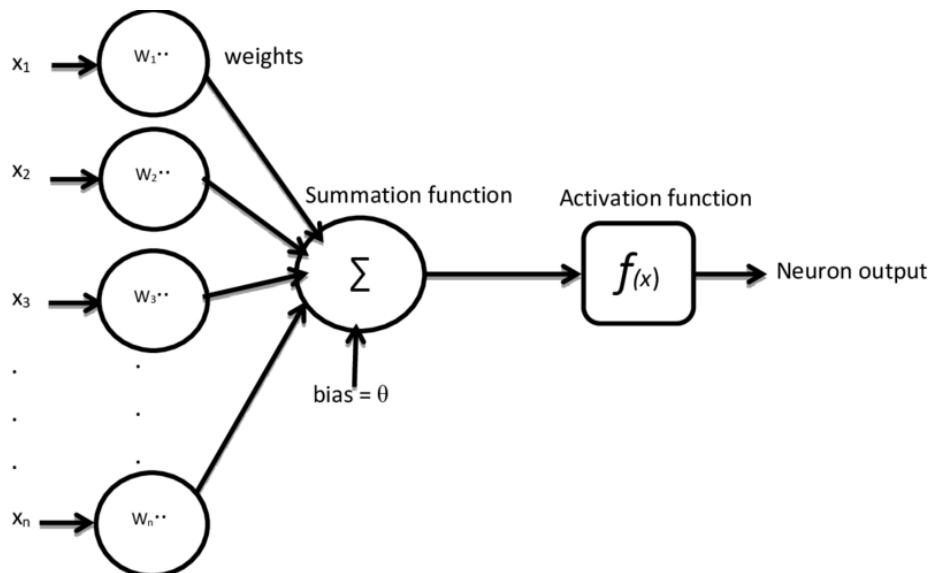 x₁ W₁.. weights
x₂ W₂..
Summation function Activation function
x₃ W₃.. Σ f(x) Neuron output
. .
bias = θ
. .
. .
xₙ Wₙ..